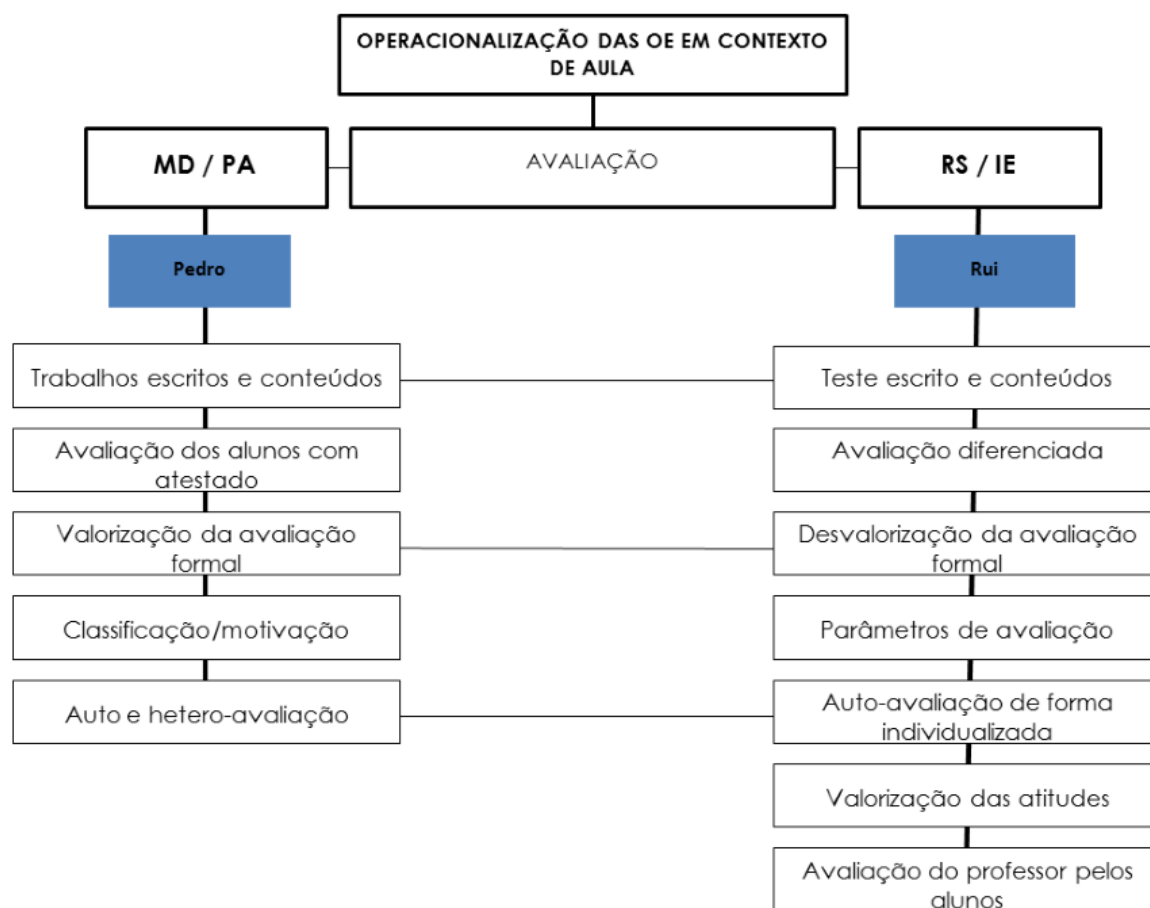 OPERACIONALIZAÇÃO DAS OE EM CONTEXTO
DE AULA
MD / PA
AVALIAÇÃO
RS / IE
Pedro
Rui
Trabalhos escritos e conteúdos
Teste escrito e conteúdos
Avaliação dos alunos com
atestado
Avaliação diferenciada
Valorização da avaliação
formal
Desvalorização da avaliação
formal
Classificação/motivação
Parâmetros de avaliação
Auto e hetero-avaliação
Auto-avaliação de forma
individualizada
Valorização das atitudes
Avaliação do professor pelos
alunos